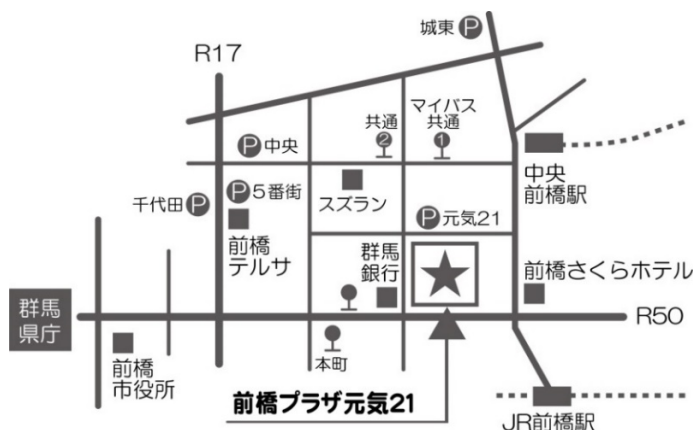 城東 P
R17
マイバス
共通
1
共通
2
P 中央
中央
前橋駅
千代田 P
P 5番街
スズラン
P 元気21
前橋
テルサ
群馬
銀行
前橋さくらホテル
群馬
県庁
R50
本町
前橋
市役所
前橋プラザ元気21
JR前橋駅